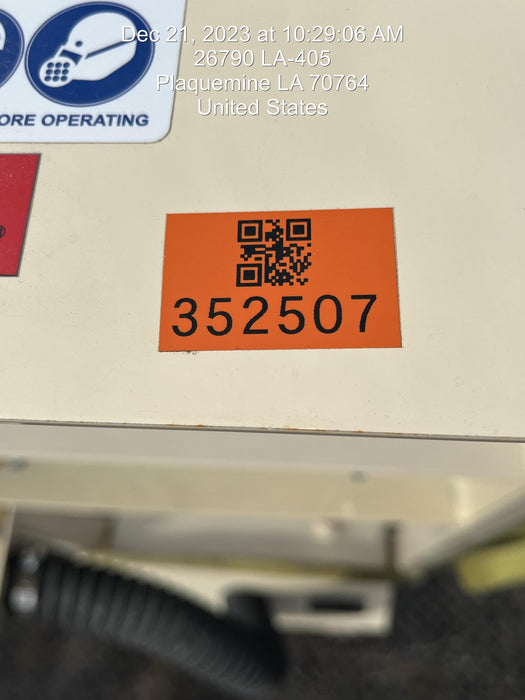 Dec 21, 2023 at 10:29:06 AM
26790 LA-405
Plaquemine LA 70764
United States
ORE OPERATING
®
352507